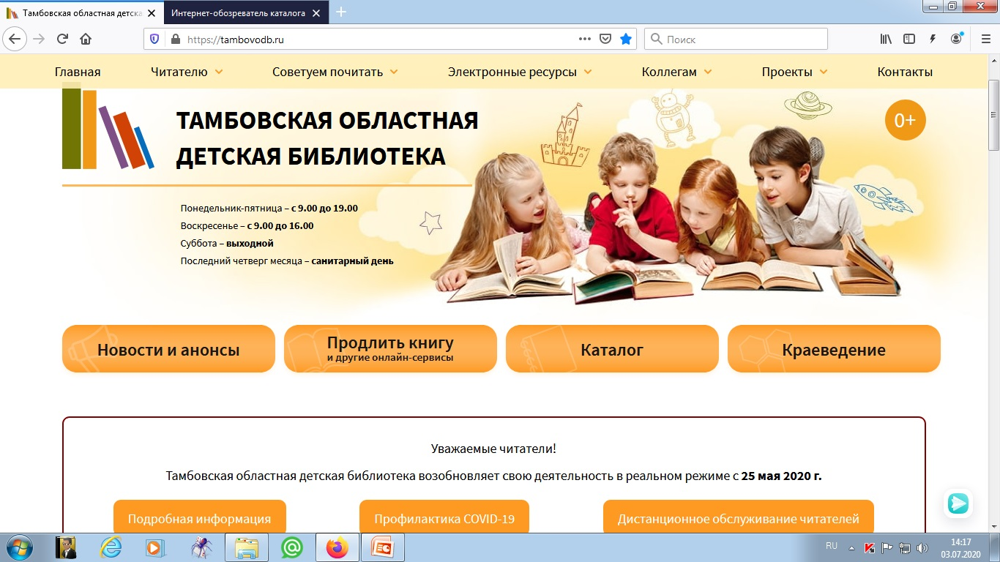 Тамбовская областная детска
Интернет-обозреватель каталога
https://tambovodb.ru
Поиск
Главная
Читателю
Советуем почитать
Электронные ресурсы
Коллегам
Проекты
Контакты
ТАМБОВСКАЯ ОБЛАСТНАЯ
ДЕТСКАЯ БИБЛИОТЕКА
0+
Понедельник-пятница – с 9.00 до 19.00
Воскресенье – с 9.00 до 16.00
Суббота – выходной
Последний четверг месяца – санитарный день
Новости и анонсы
Продлить книгу
и другие онлайн-сервисы
Каталог
Краеведение
Уважаемые читатели!
Тамбовская областная детская библиотека возобновляет свою деятельность в реальном режиме с 25 мая 2020 г.
Подробная информация
Профилактика COVID-19
Дистанционное обслуживание читателей
RU
14:17
03.07.2020